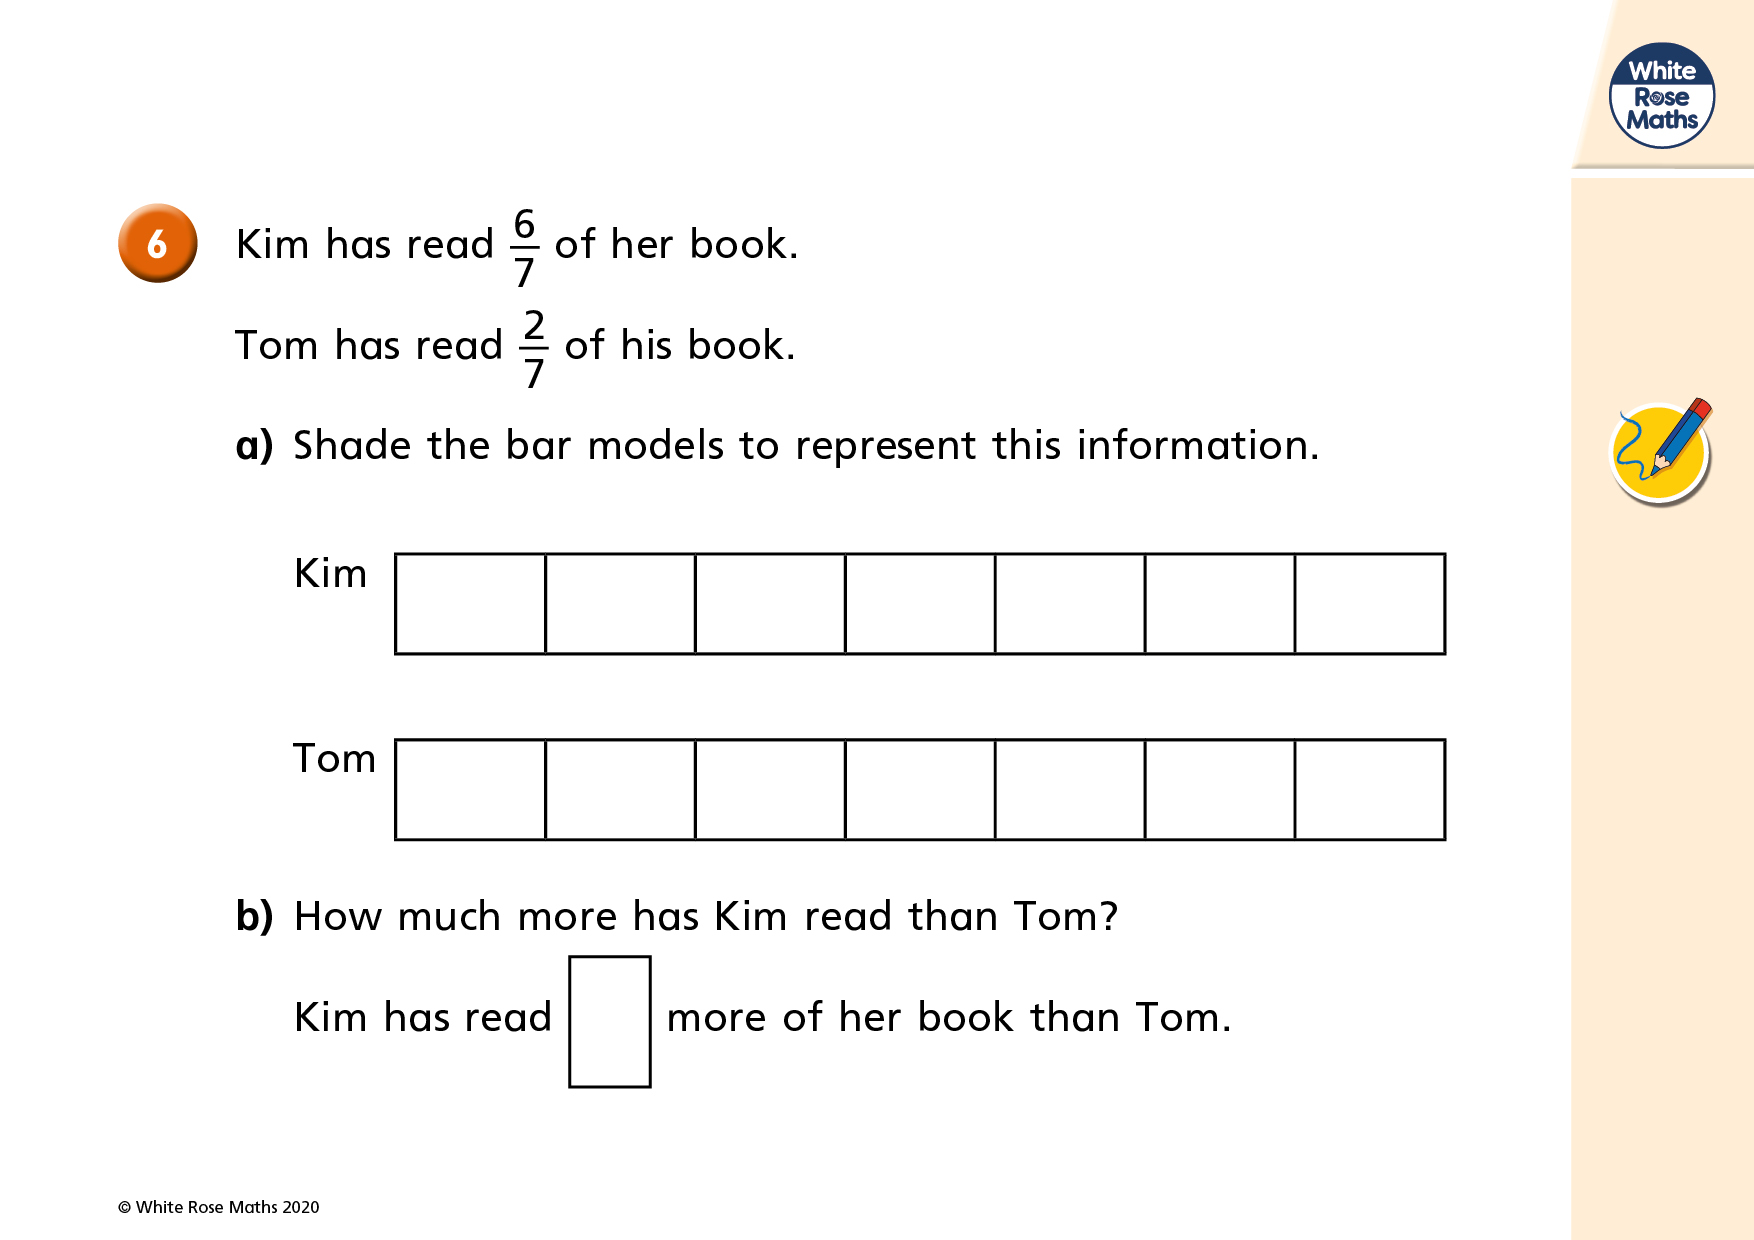 White
Rose
Maths
6 Kim has read 6/7 of her book.
Tom has read 2/7 of his book.
a) Shade the bar models to represent this information.
Kim
Tom
b) How much more has Kim read than Tom?
Kim has read more of her book than Tom.
© White Rose Maths 2020